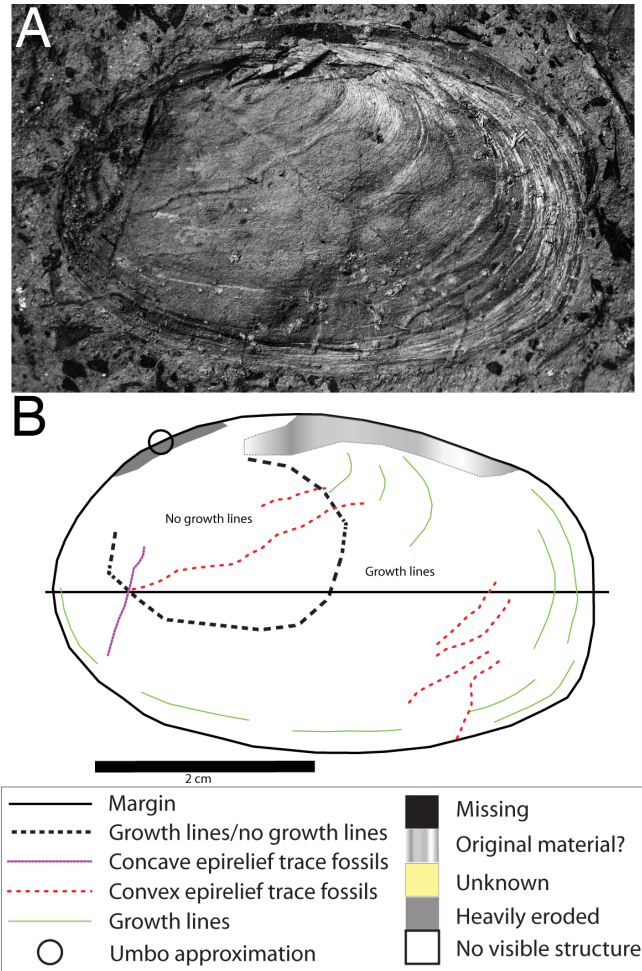 A
B
No growth lines
Growth lines
2 cm
Margin
Growth lines/no growth lines
Concave epirelief trace fossils
Convex epirelief trace fossils
Growth lines
Umbo approximation
Missing
Original material?
Unknown
Heavily eroded
No visible structure